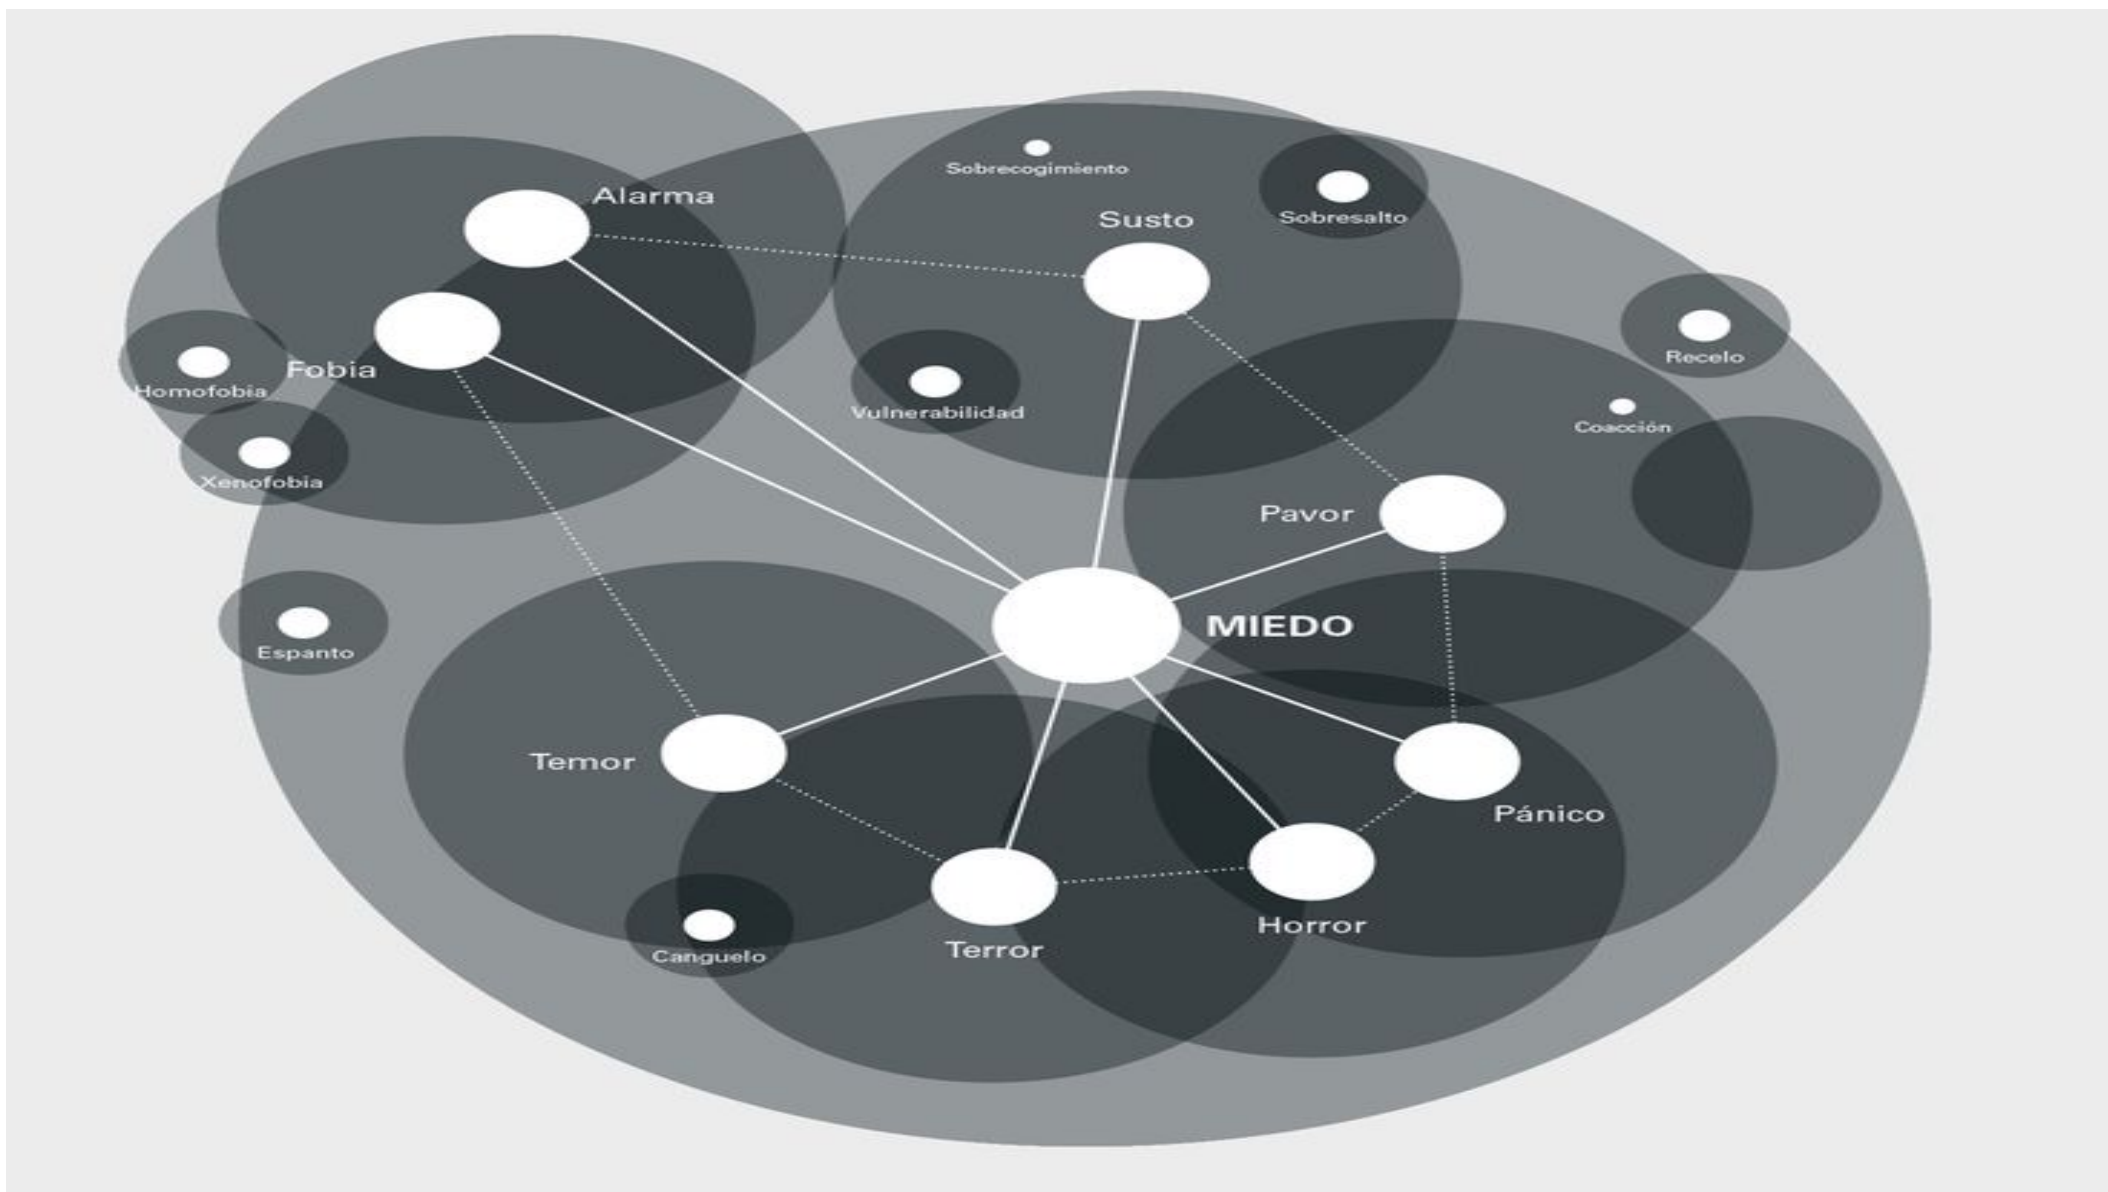 Sobrecogimiento
Alarma
Susto
Sobresalto
Recelo
Fobia
Homofobia
Vulnerabilidad
Coacción
Xenofobia
Pavor
MIEDO
Espanto
Temor
Pánico
Horror
Terror
Canguelo